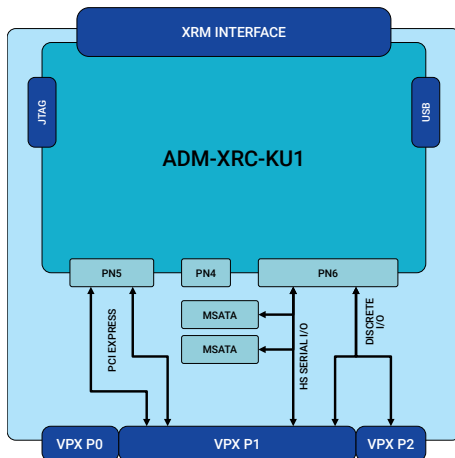 XRM INTERFACE
JTAG
USB
ADM-XRC-KU1
PN5
PN4
PN6
PCI EXPRESS
MSATA
MSATA
HS SERIAL I/O
DISCRETE
I/O
VPX P0
VPX P1
VPX P2